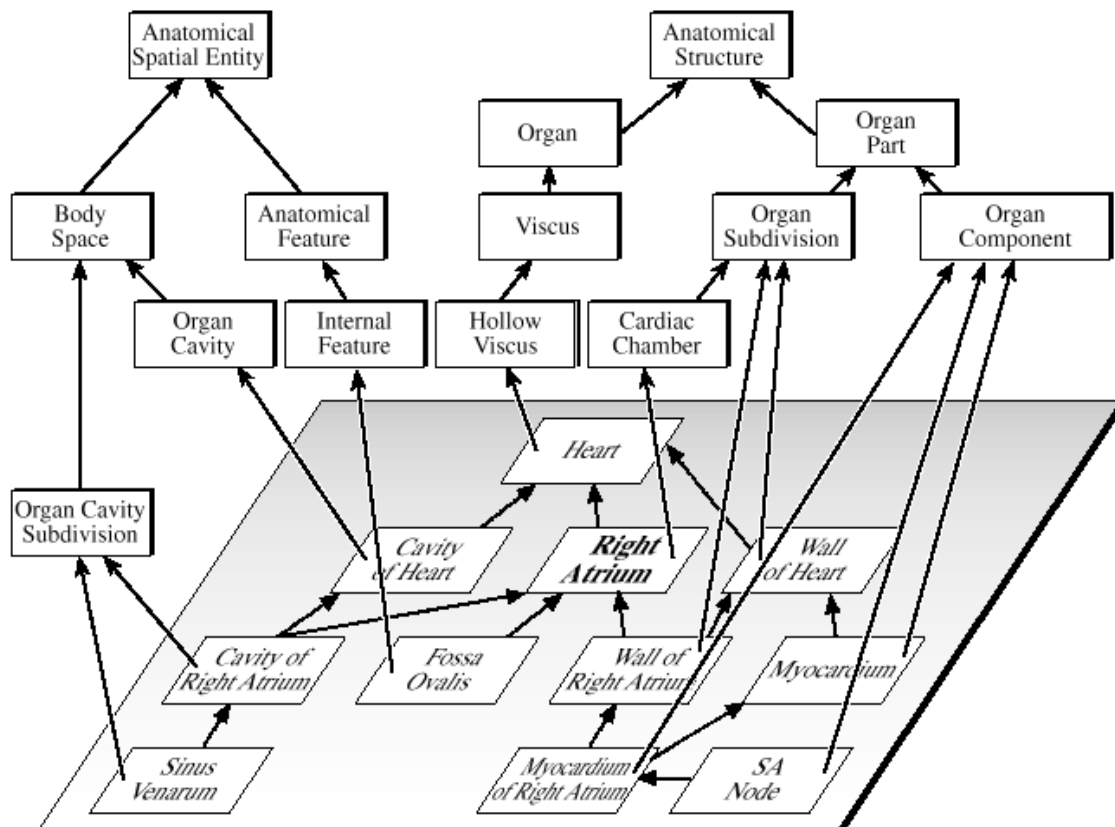 Anatomical
Spatial Entity
Anatomical
Structure
Organ
Organ
Part
Body
Space
Anatomical
Feature
Viscus
Organ
Subdivision
Organ
Component
Organ
Cavity
Internal
Feature
Hollow
Viscus
Cardiac
Chamber
Heart
Organ Cavity
Subdivision
Cavity
of Heart
Right
Atrium
Wall
of Heart
Cavity of
Right Atrium
Fossa
Ovalis
Wall of
Right Atrium
Myocardium
Sinus
Venarum
Myocardium
of Right Atrium
SA
Node